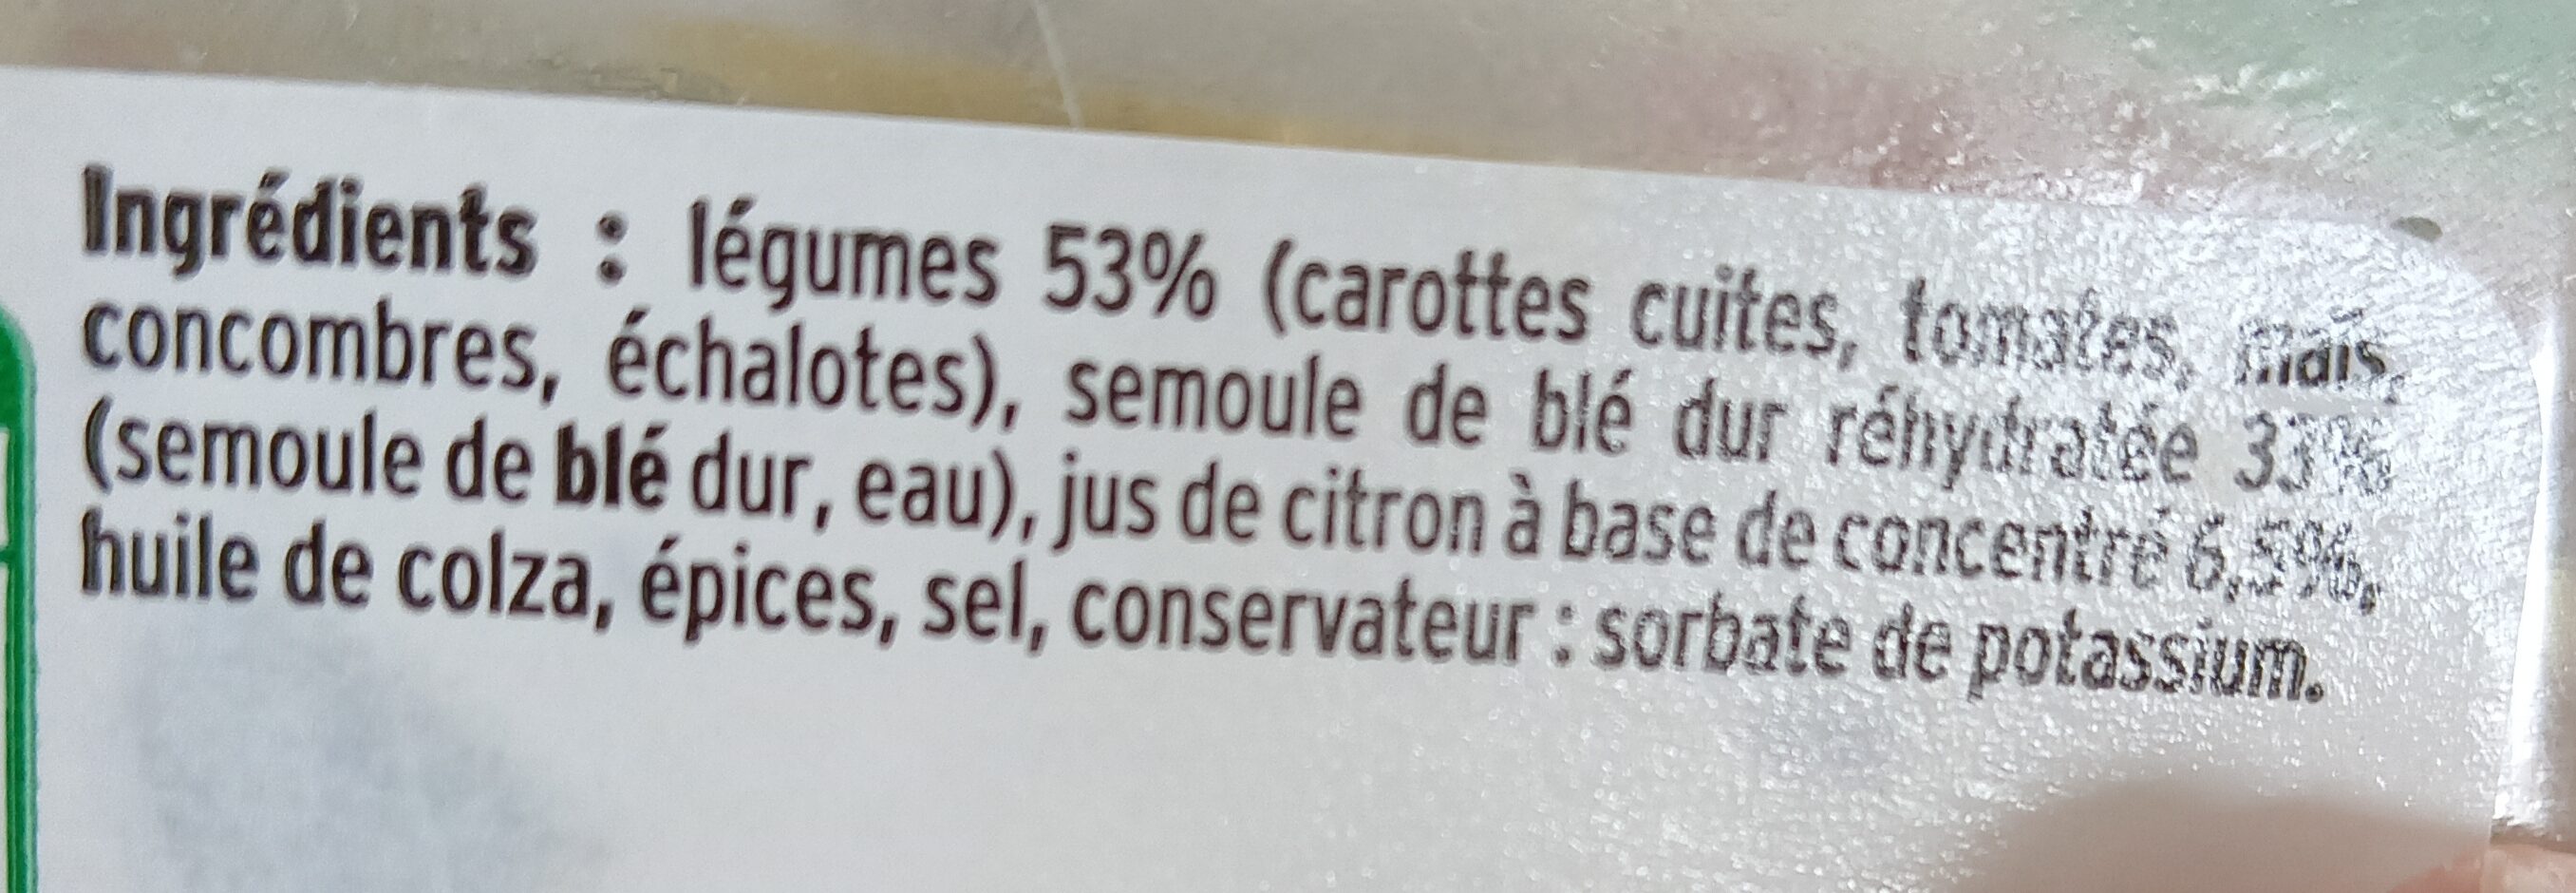 Ingrédients : légumes 53% (carottes cuites, tomates, maïs,
concombres, échalotes), semoule de blé dur réhydratée 33%
(semoule de blé dur, eau), jus de citron à base de concentré 6,5%,
huile de colza, épices, sel, conservateur : sorbate de potassium.